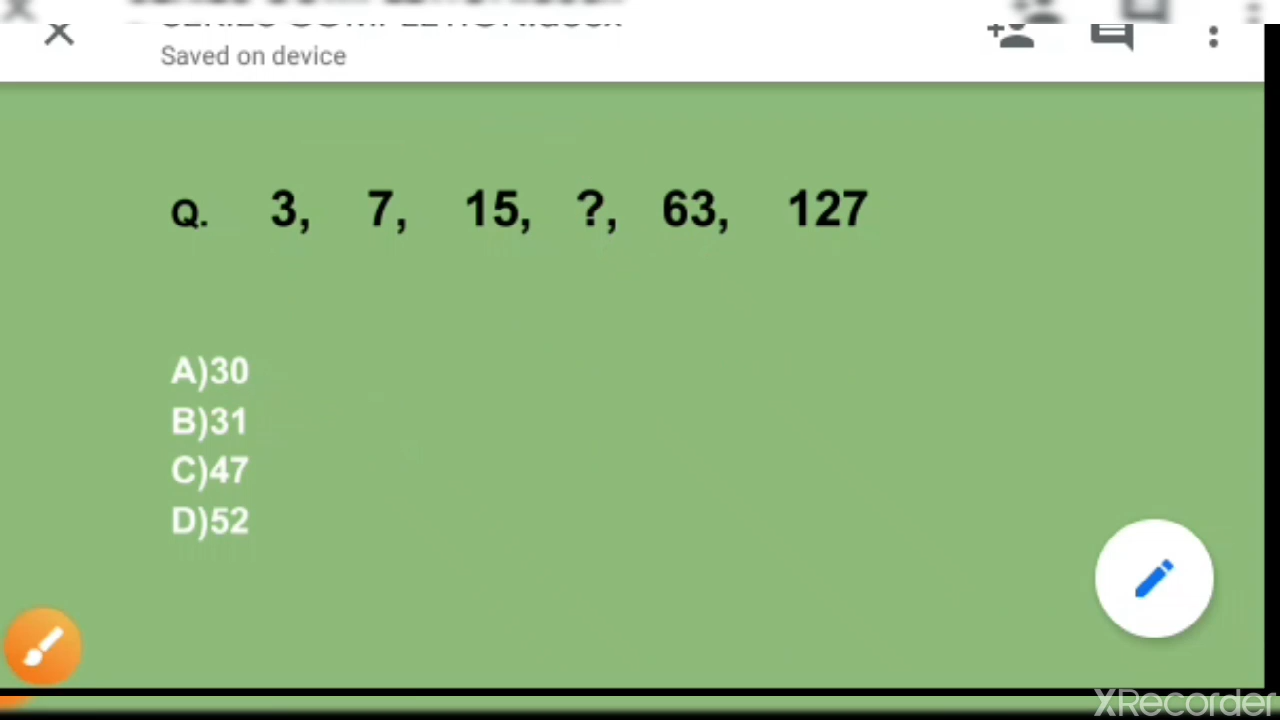 Saved on device
Q. 3, 7, 15, ?, 63, 127
A)30
B)31
C)47
D)52
XRecorder